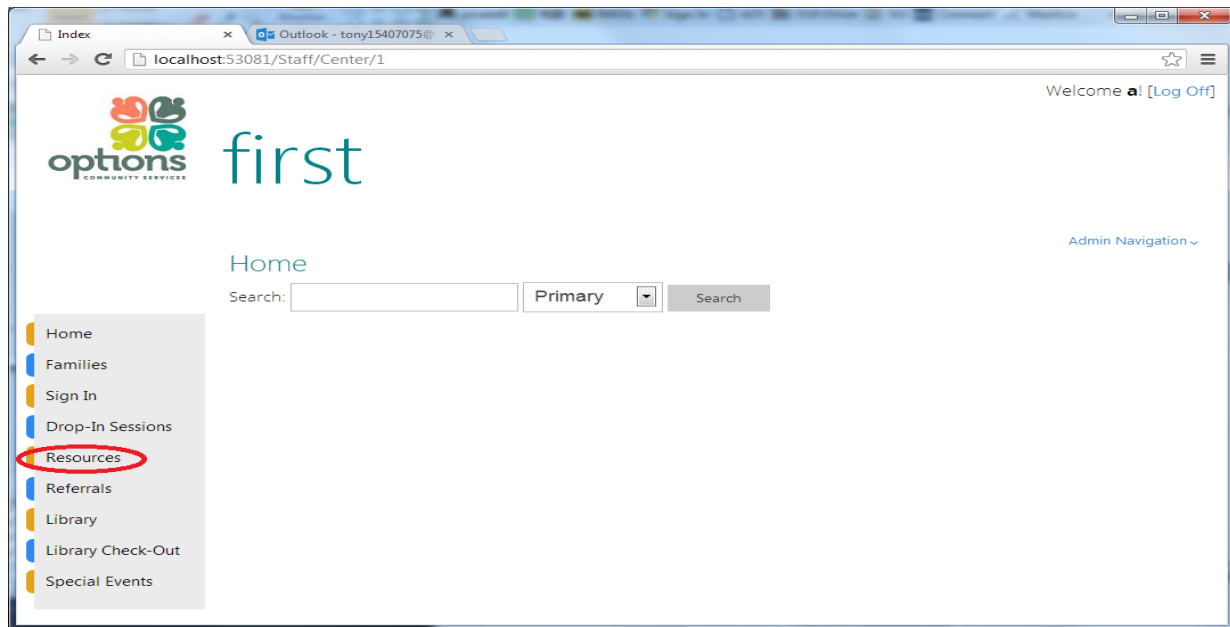 Index
Outlook - tony15407075@
localhost:53081/Staff/Center/1
Welcome a! [Log Off]
options
COMMUNITY SERVICES
first
Admin Navigation
Home
Search:
Primary
Search
Home
Families
Sign In
Drop-In Sessions
Resources
Referrals
Library
Library Check-Out
Special Events